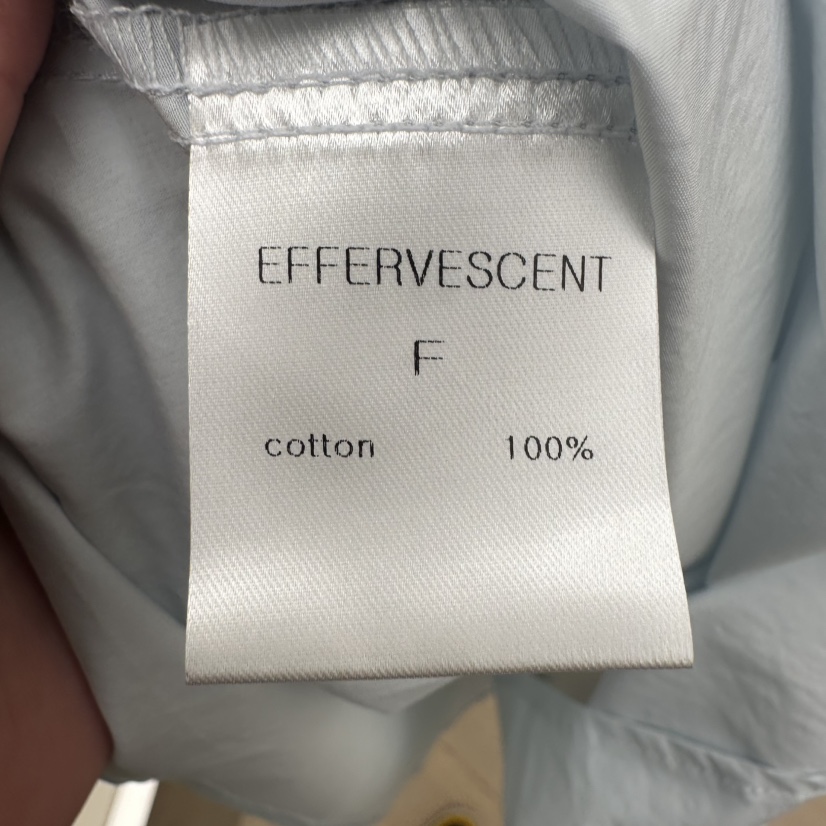 EFFERVESCENT
F
cotton 100%